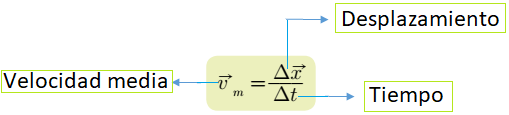 Desplazamiento
Velocidad media
v⃗ m = Δx⃗ / Δt
Tiempo